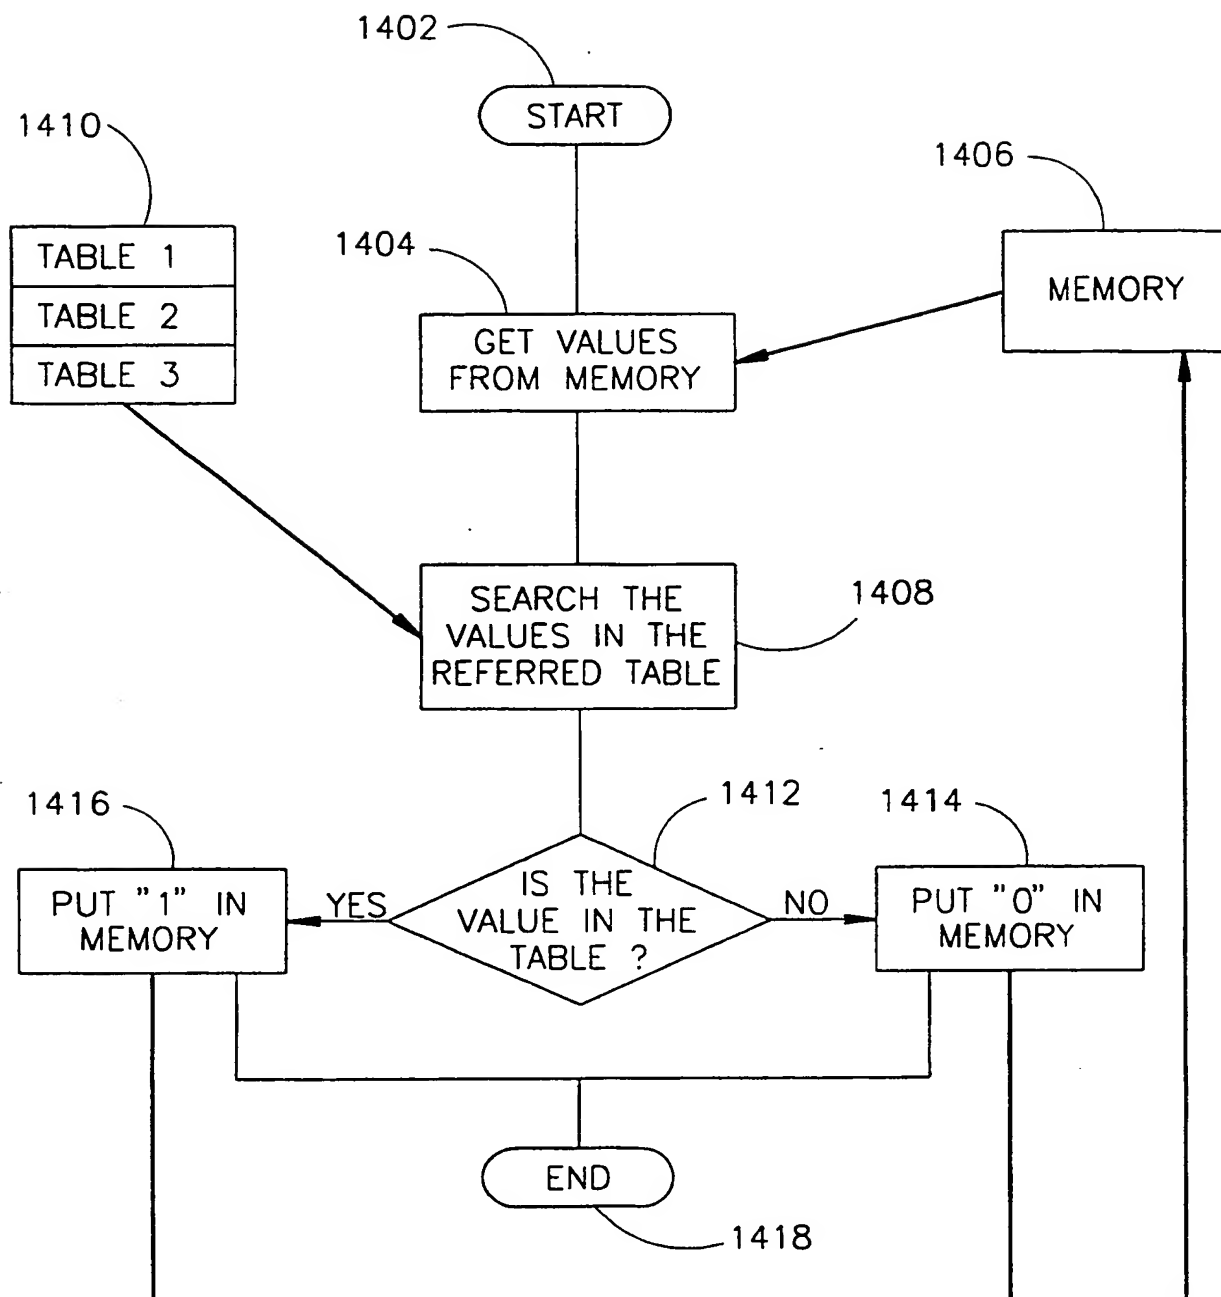 1402
START
1410
1406
TABLE 1
TABLE 2
TABLE 3
1404
MEMORY
GET VALUES
FROM MEMORY
SEARCH THE
VALUES IN THE
REFERRED TABLE
1408
1416
1412
1414
PUT "1" IN
MEMORY
YES
IS THE
VALUE IN THE
TABLE ?
NO
PUT "0" IN
MEMORY
END
1418